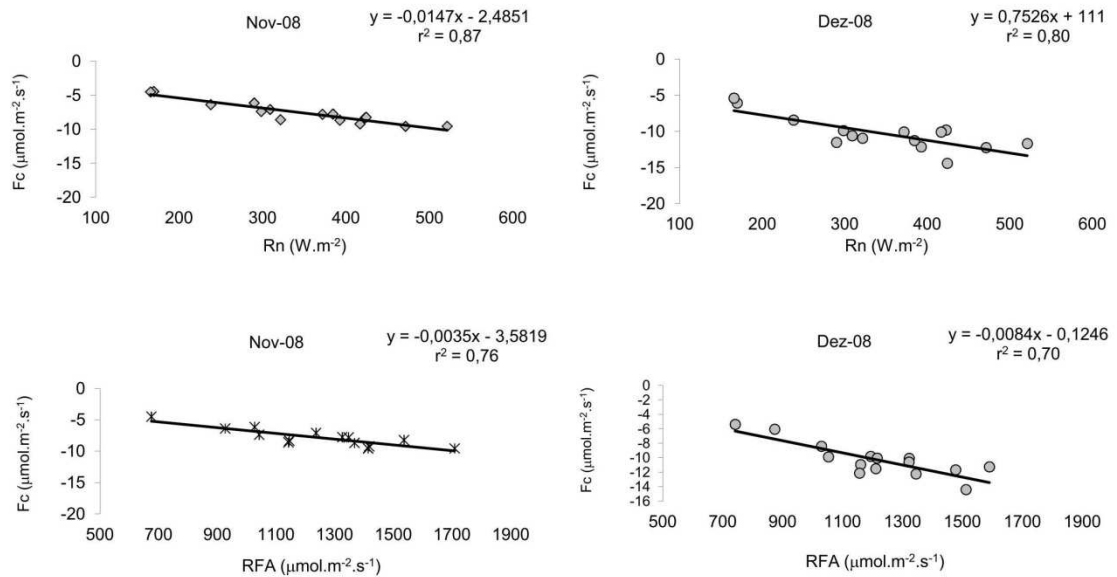 Nov-08
y = -0,0147x - 2,4851
r² = 0,87
Fc (μmol.m⁻².s⁻¹)
0
-5
-10
-15
-20
100 200 300 400 500 600
Rn (W.m⁻²)
Dez-08
y = 0,7526x + 111
r² = 0,80
Fc (μmol.m⁻².s⁻¹)
0
-5
-10
-15
-20
100 200 300 400 500 600
Rn (W.m⁻²)
Nov-08
y = -0,0035x - 3,5819
r² = 0,76
Fc (μmol.m⁻².s⁻¹)
0
-5
-10
-15
-20
500 700 900 1100 1300 1500 1700 1900
RFA (μmol.m⁻².s⁻¹)
Dez-08
y = -0,0084x - 0,1246
r² = 0,70
Fc (μmol.m⁻².s⁻¹)
0
-2
-4
-6
-8
-10
-12
-14
-16
500 700 900 1100 1300 1500 1700 1900
RFA (μmol.m⁻².s⁻¹)